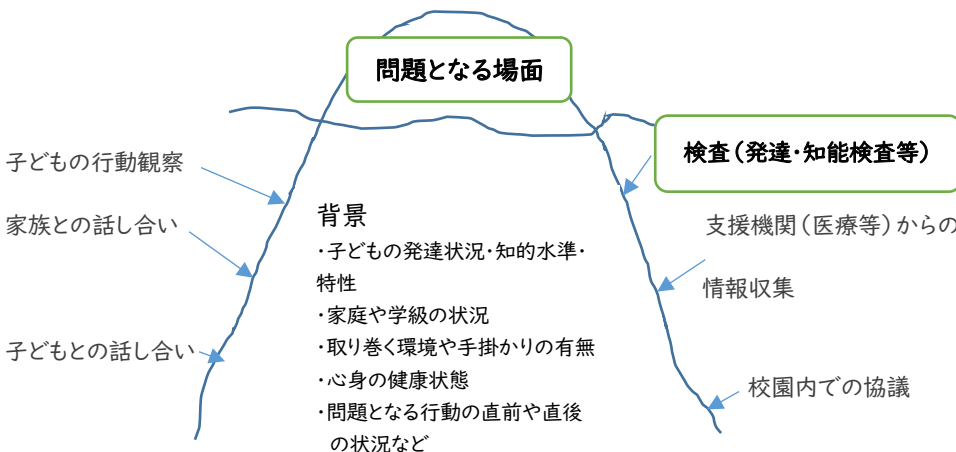 問題となる場面
検査(発達・知能検査等)
子どもの行動観察
家族との話し合い
子どもとの話し合い
背景
・子どもの発達状況・知的水準・
特性
・家庭や学級の状況
・取り巻く環境や手掛かりの有無
・心身の健康状態
・問題となる行動の直前や直後
の状況など
支援機関(医療等)からの
情報収集
校園内での協議